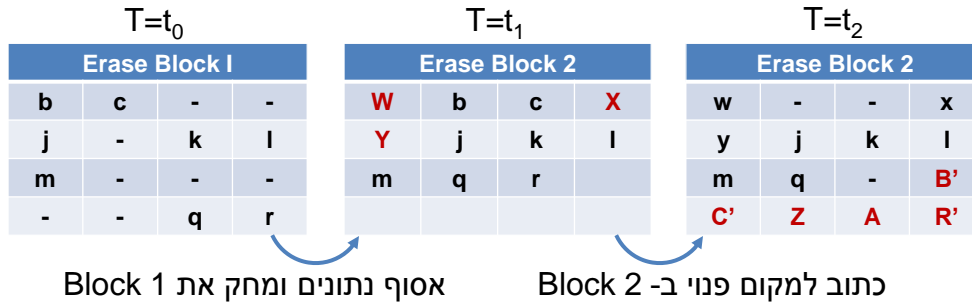 T=t0 T=t1 T=t2
Erase Block I Erase Block 2 Erase Block 2
b c - - W b c X w - - x
j - k l Y j k l y j k l
m - - - m q r m q - B’
- - q r C’ Z A R’
אסוף נתונים ומחק את Block 1 כתוב למקום פנוי ב- Block 2